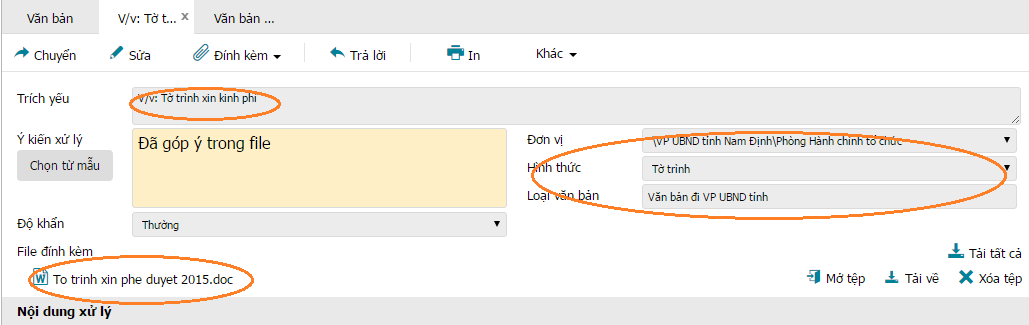 Văn bản V/v: Tờ t... x Văn bản ...
Chuyển Sửa Đính kèm Trả lời In Khác
Trích yếu V/v: Tờ trình xin kinh phí
Ý kiến xử lý Đã góp ý trong file Đơn vị \VP UBND tỉnh Nam Định\Phòng Hành chính tổ chức
Chọn từ mẫu Hình thức Tờ trình
Loại văn bản Văn bản đi VP UBND tỉnh
Độ khẩn Thường
File đính kèm Tải tất cả
To trinh xin phe duyet 2015.doc Mở tệp Tải về Xóa tệp
Nội dung xử lý